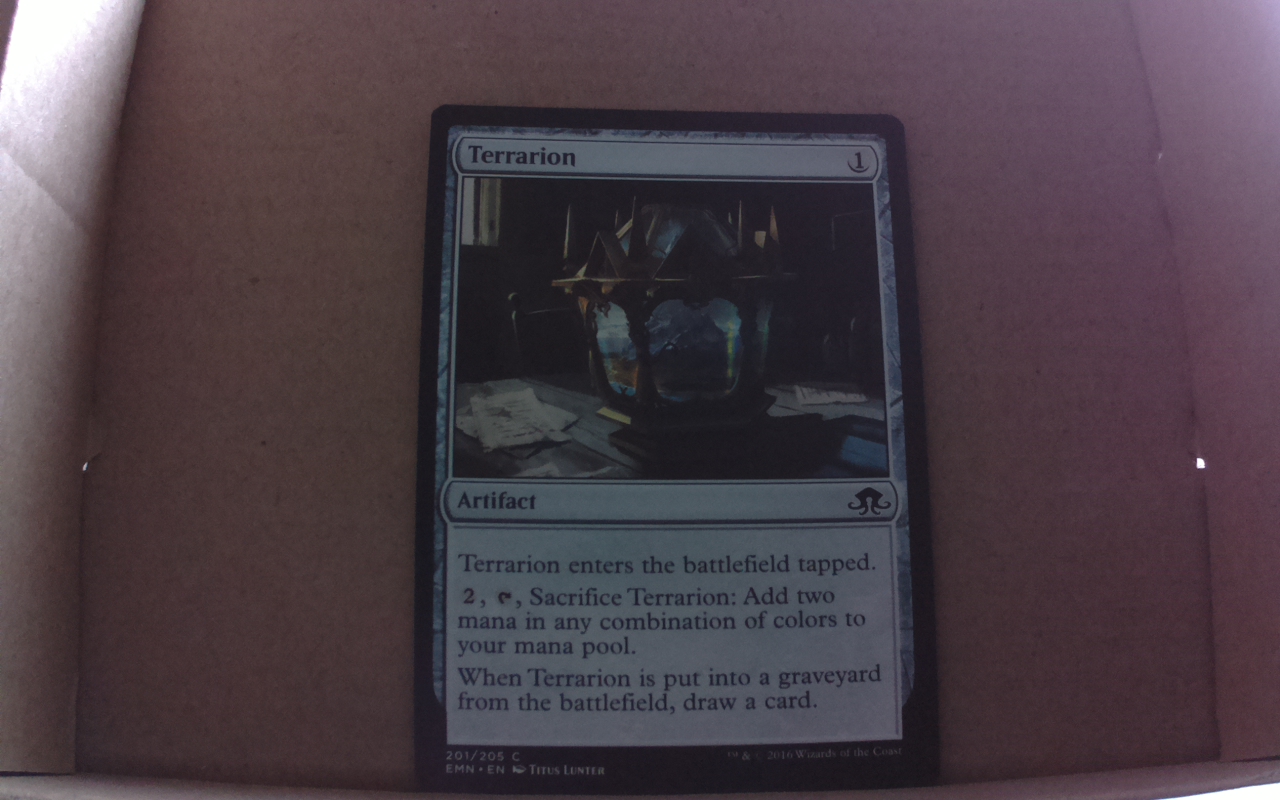 Terrarion 1
Artifact
Terrarion enters the battlefield tapped.
2, , Sacrifice Terrarion: Add two
mana in any combination of colors to
your mana pool.
When Terrarion is put into a graveyard
from the battlefield, draw a card.
201/205 C
™ & © 2016 Wizards of the Coast
EMN • EN Titus Lunter